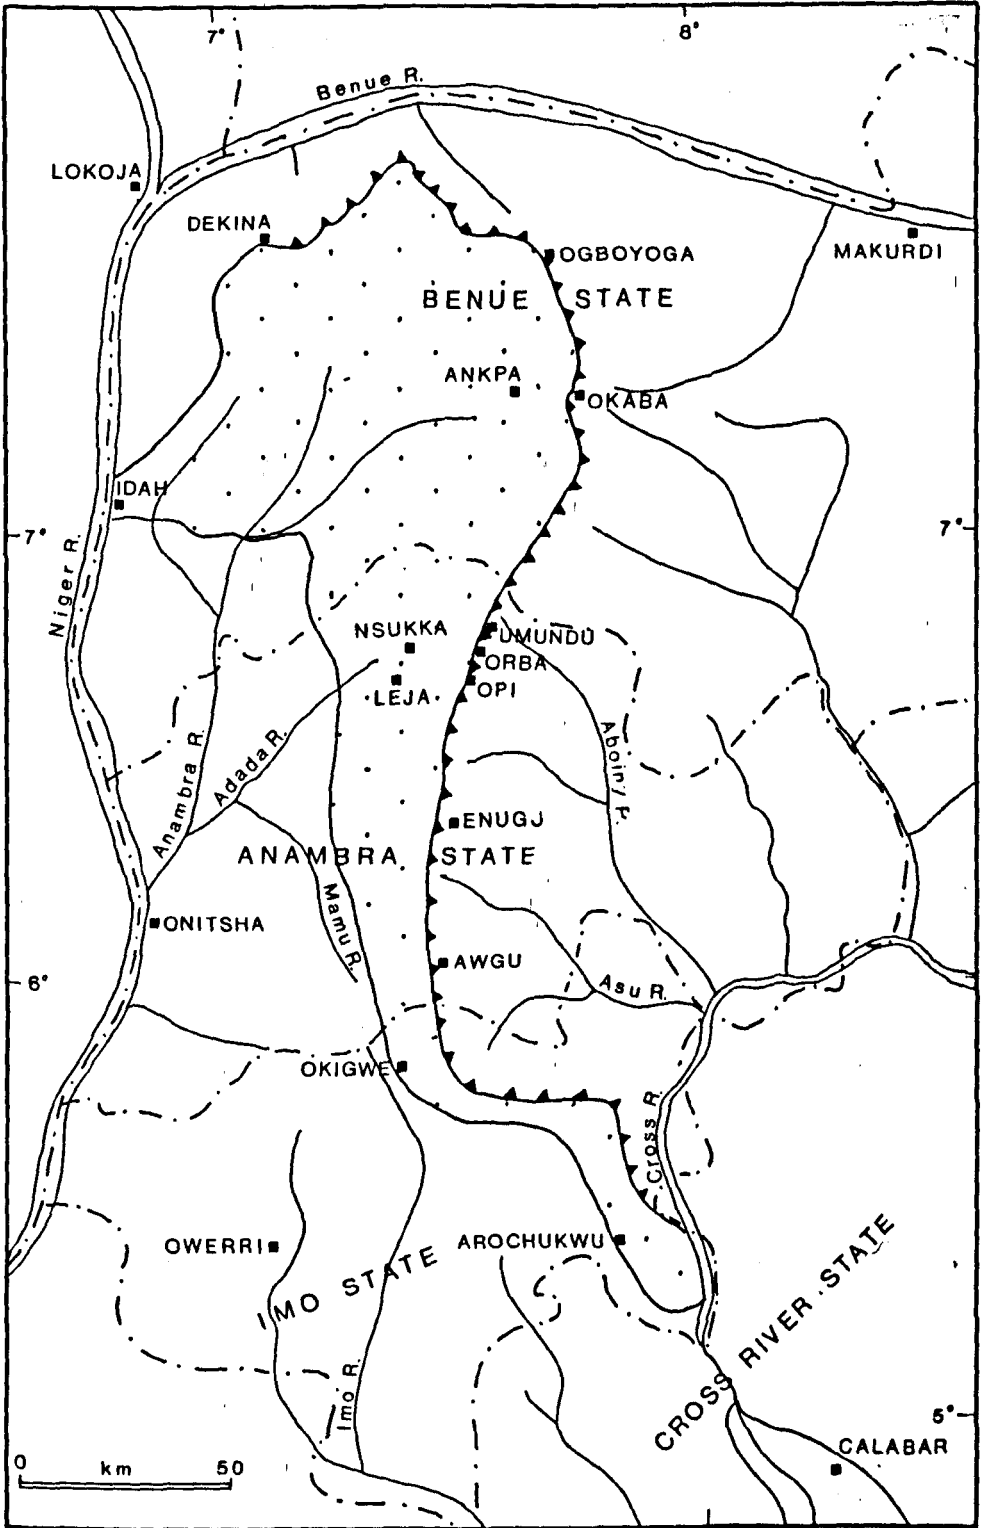 7°
8°
Benue R.
LOKOJA
DEKINA
MAKURDI
OGBOYOGA
BENUE STATE
ANKPA
OKABA
IDAH
7°
7°
Niger R.
NSUKKA
UMUNDU
ORBA
LEJA
OPI
Anambra R.
Adada R.
ENUGJ
ANAMBRA STATE
Mamu R.
ONITSHA
AWGU
6°
Asu R.
OKIGWE
Cross R.
OWERRI
AROCHUKWU
IMO STATE
CROSS RIVER STATE
Imo R.
5°
CALABAR
0 km 50